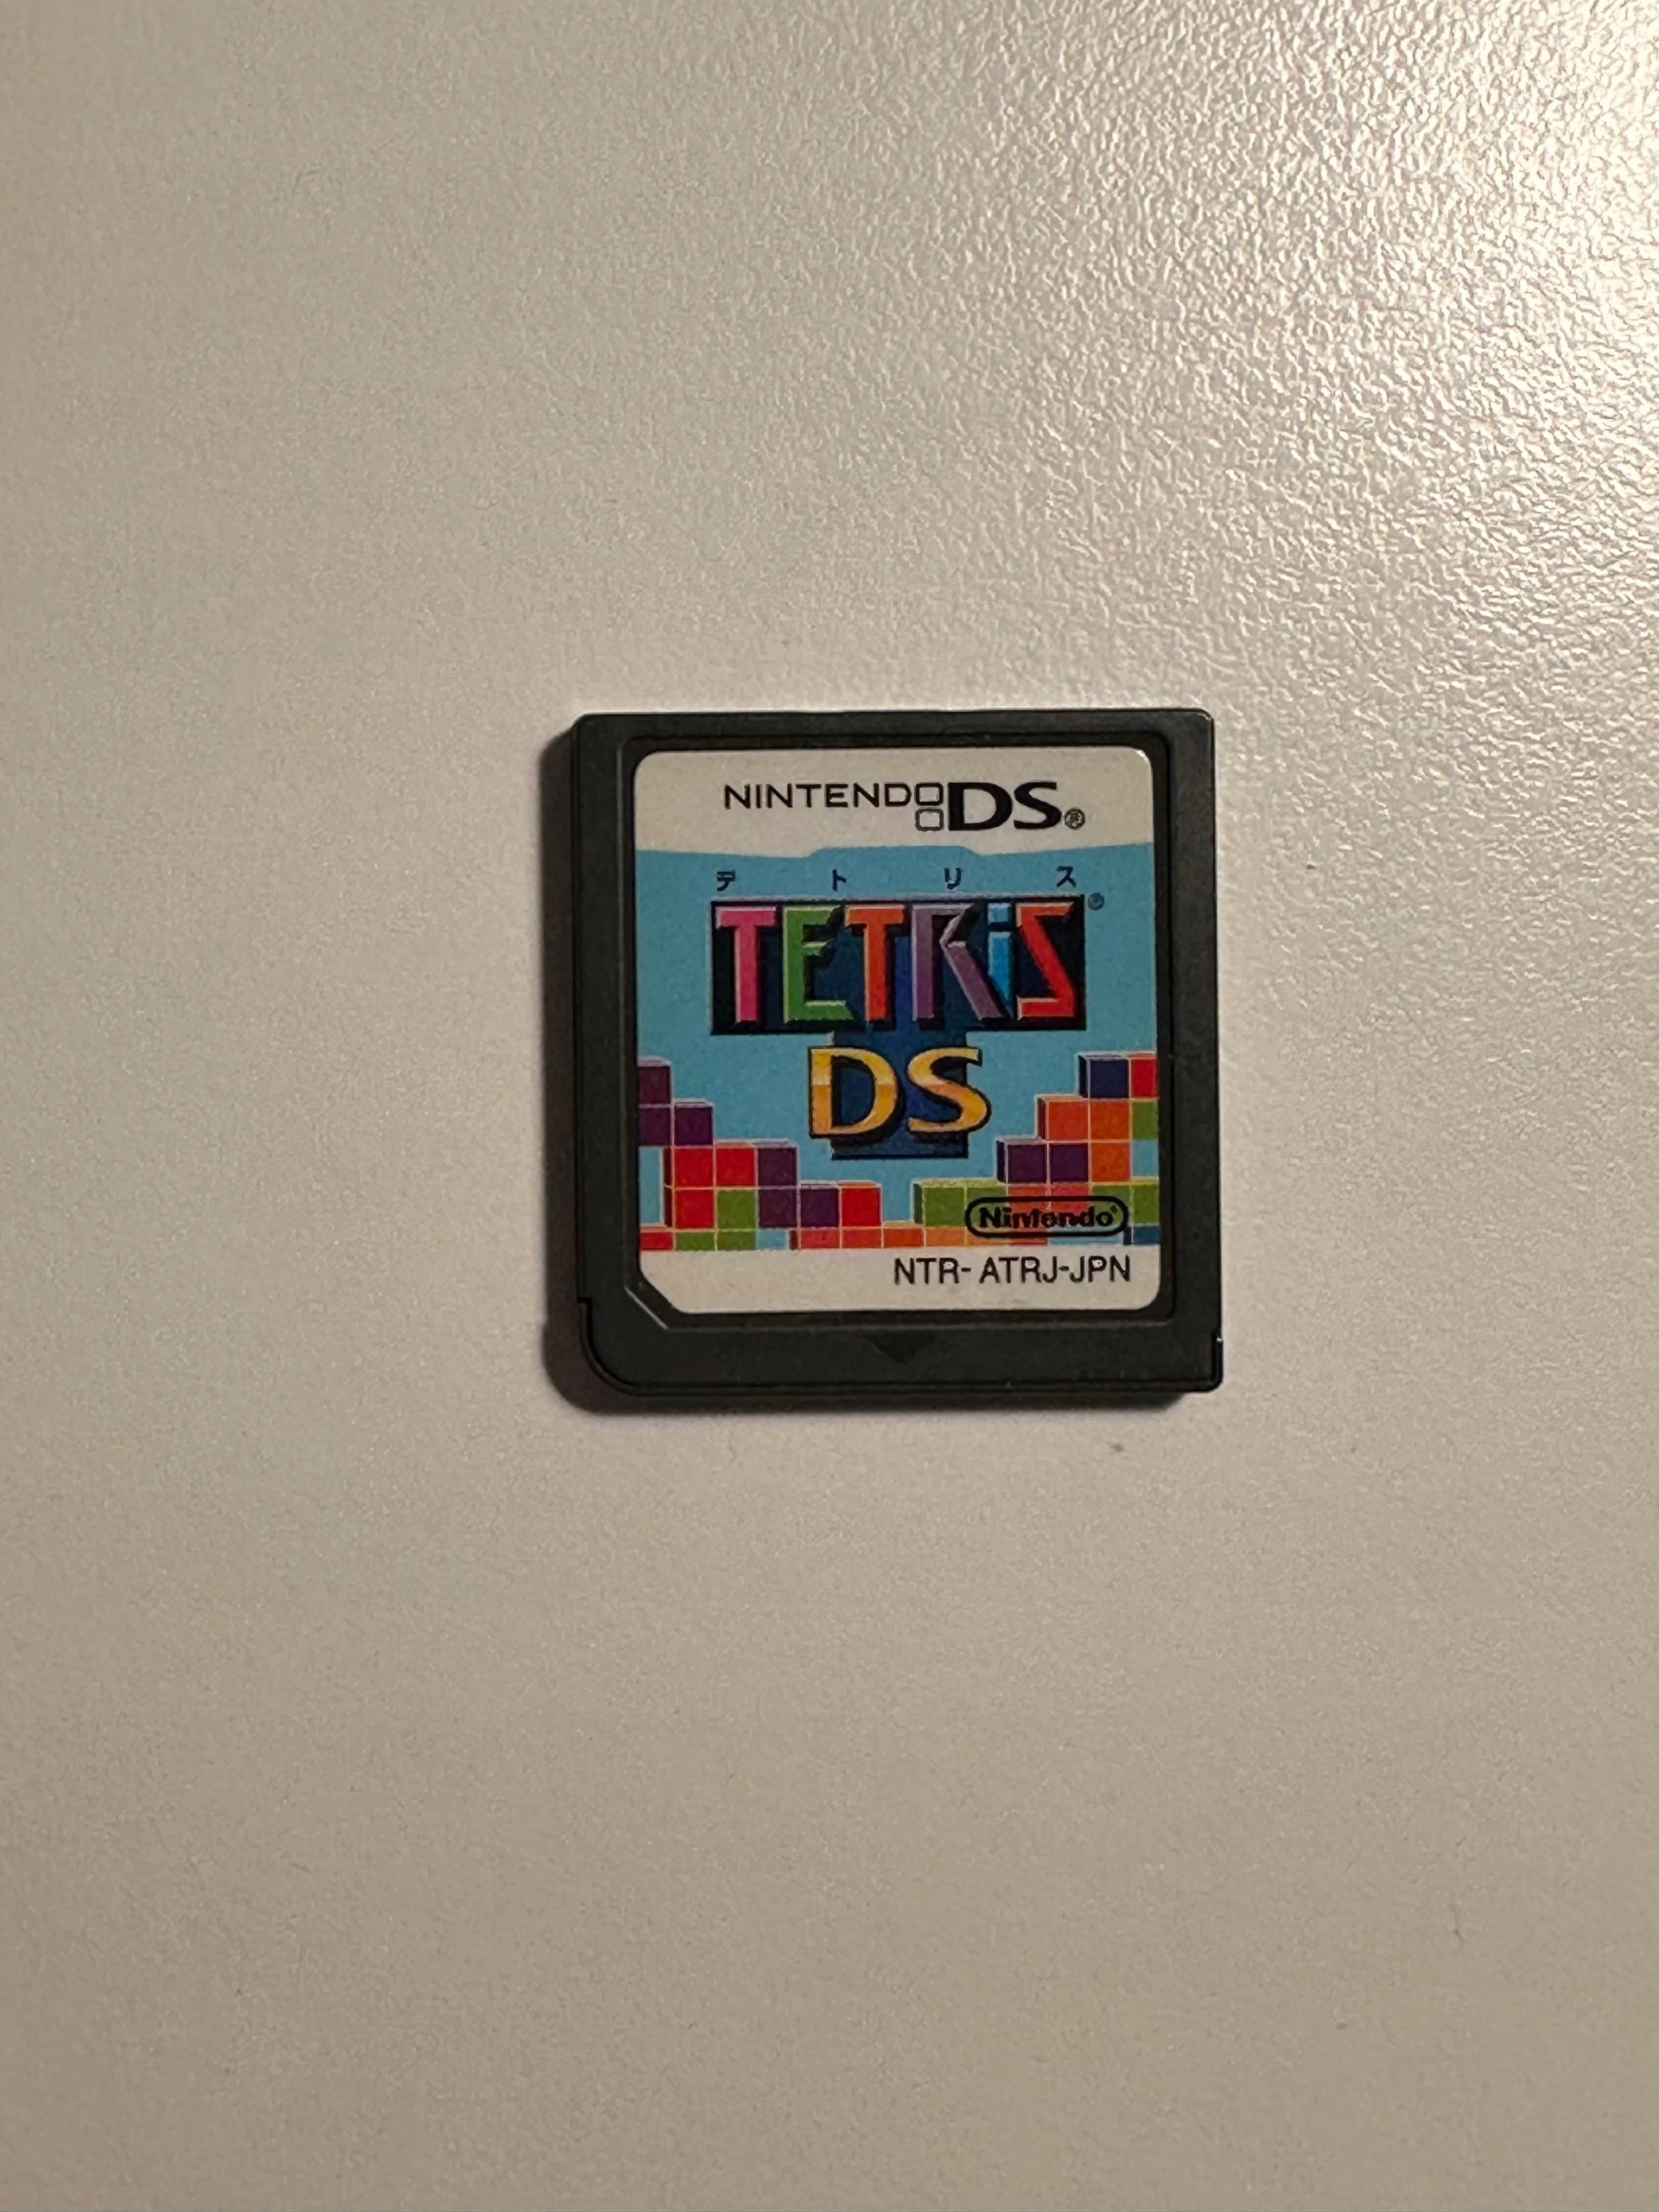 NINTENDO DS®
テトリス
TETRiS®
DS
Nintendo®
NTR- ATRJ-JPN